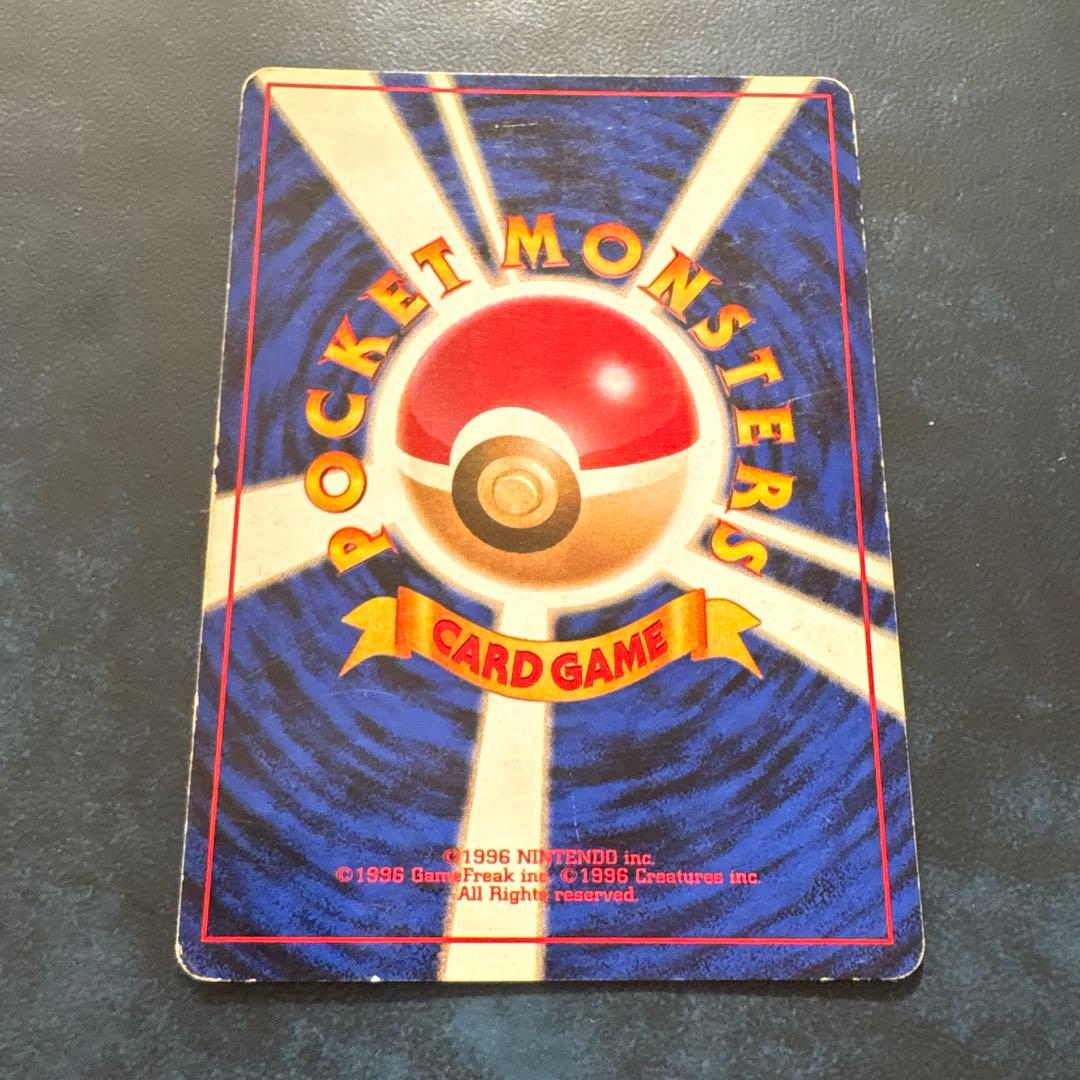 POCKET MONSTERS
CARD GAME
©1996 NINTENDO inc.
©1996 GameFreak inc. ©1996 Creatures inc.
All Rights reserved.